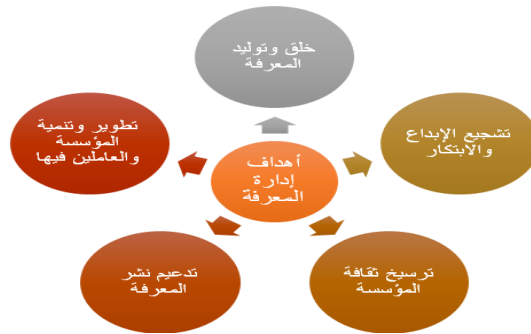 خلق وتوليد
المعرفة
تشجيع الإبداع
والابتكار
ترسيخ ثقافة
المؤسسة
تدعيم نشر
المعرفة
تطوير وتنمية
المؤسسة
والعاملين فيها
أهداف
إدارة
المعرفة